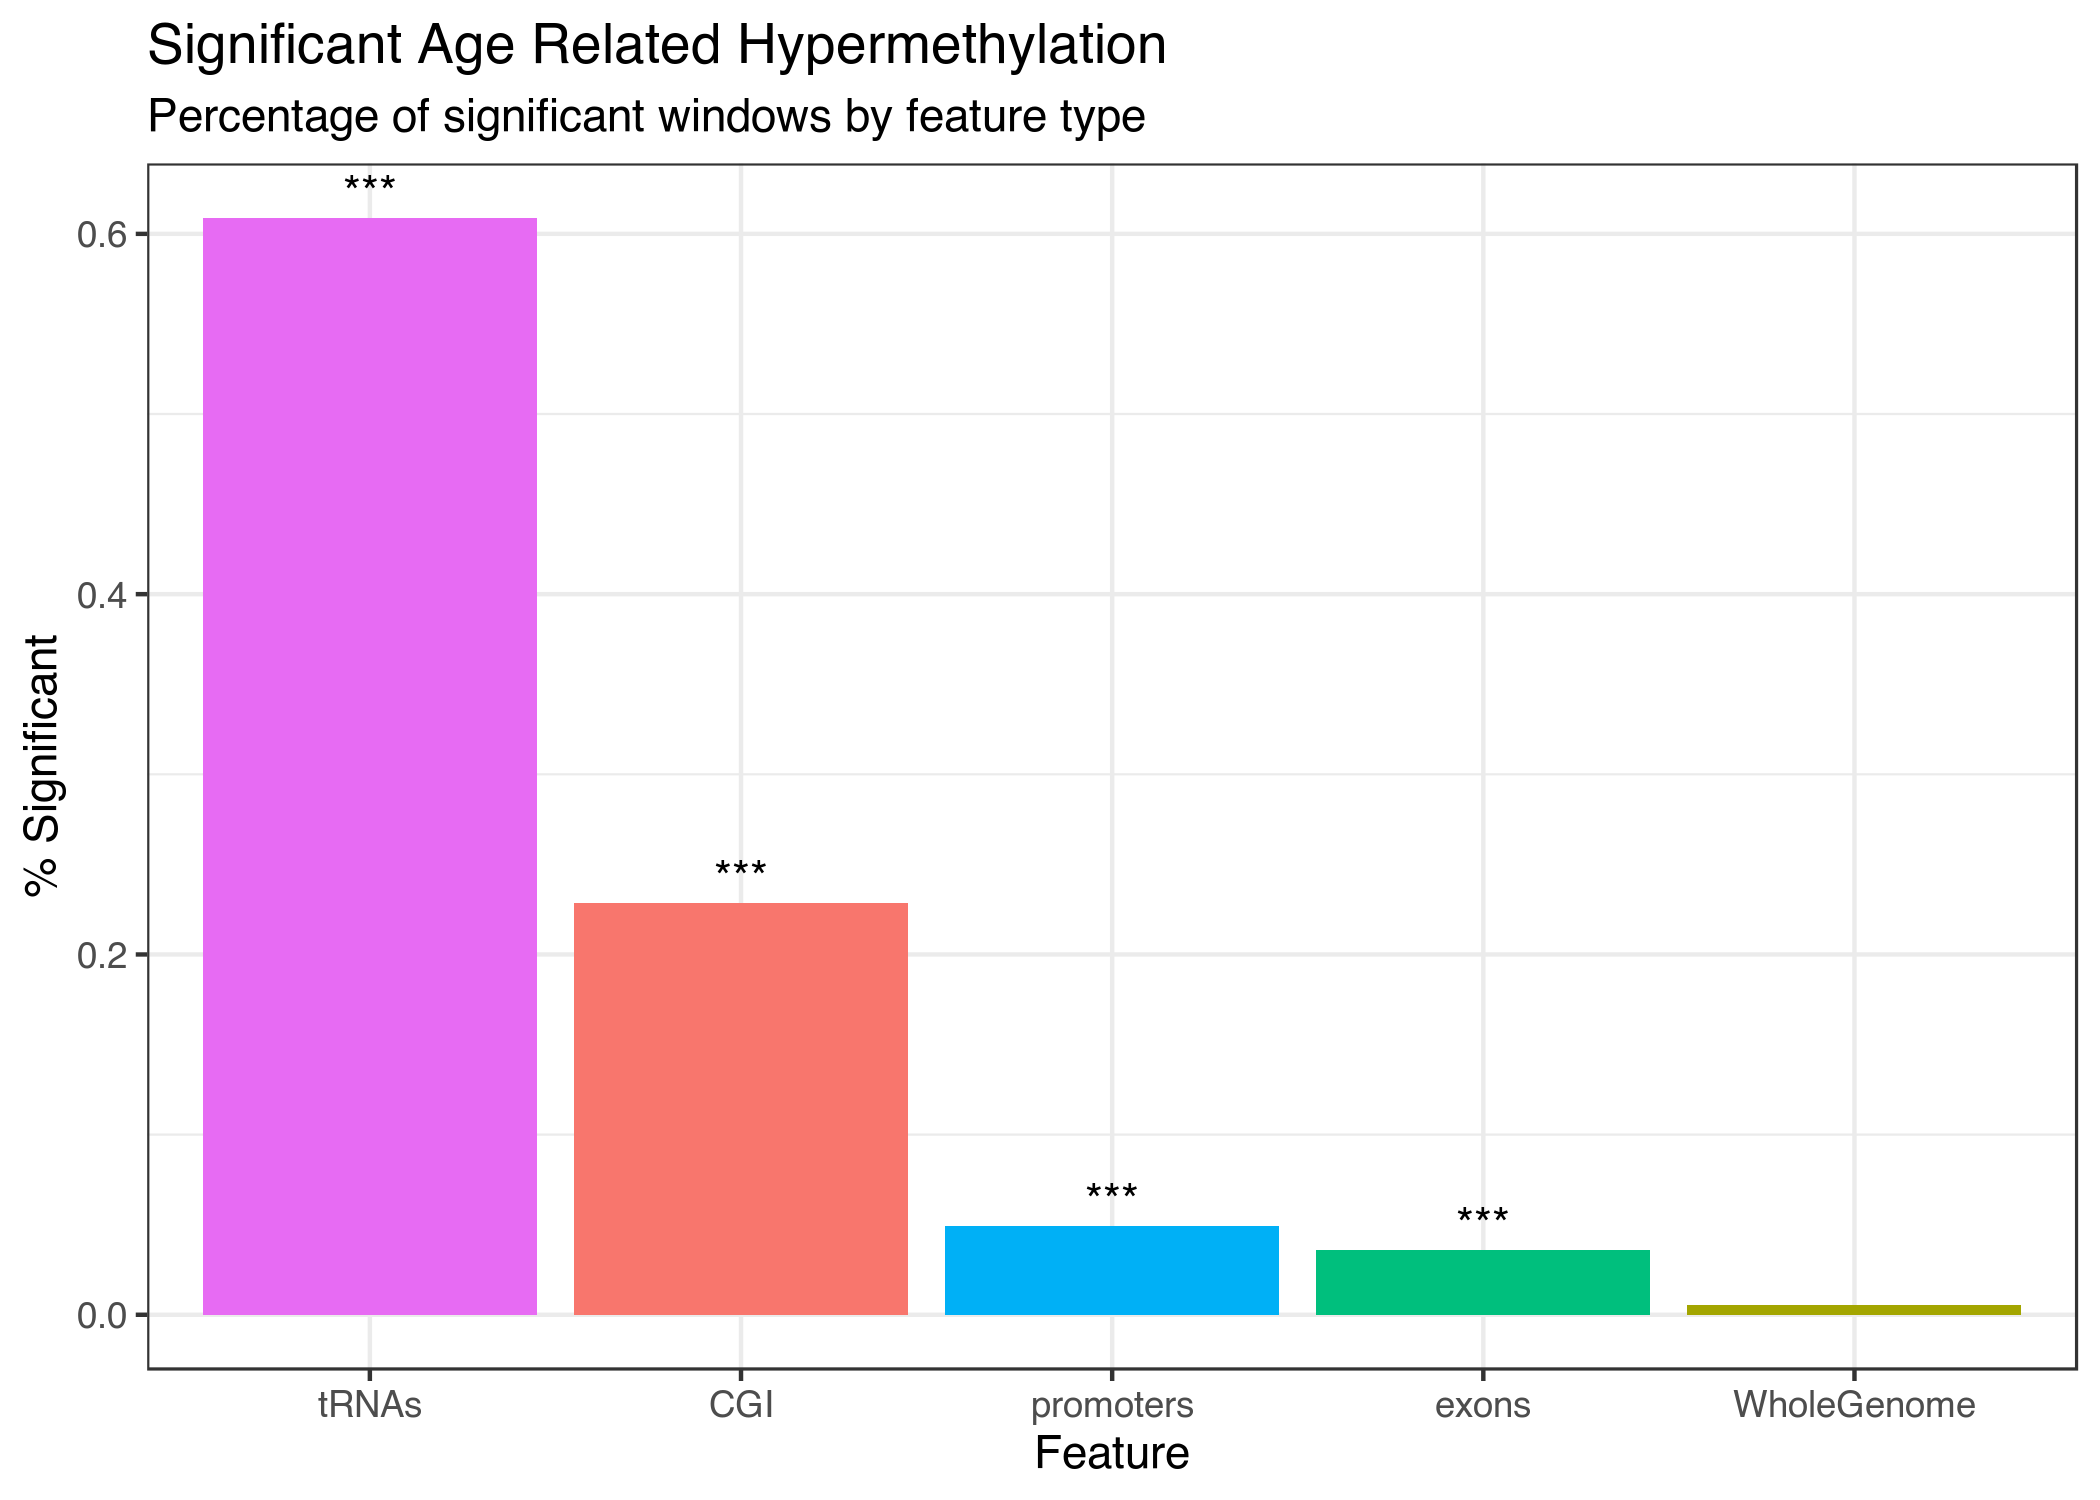 Significant Age Related Hypermethylation
Percentage of significant windows by feature type
% Significant
0.6
0.4
0.2
0.0
***
***
***
***
tRNAs
CGI
promoters
exons
WholeGenome
Feature